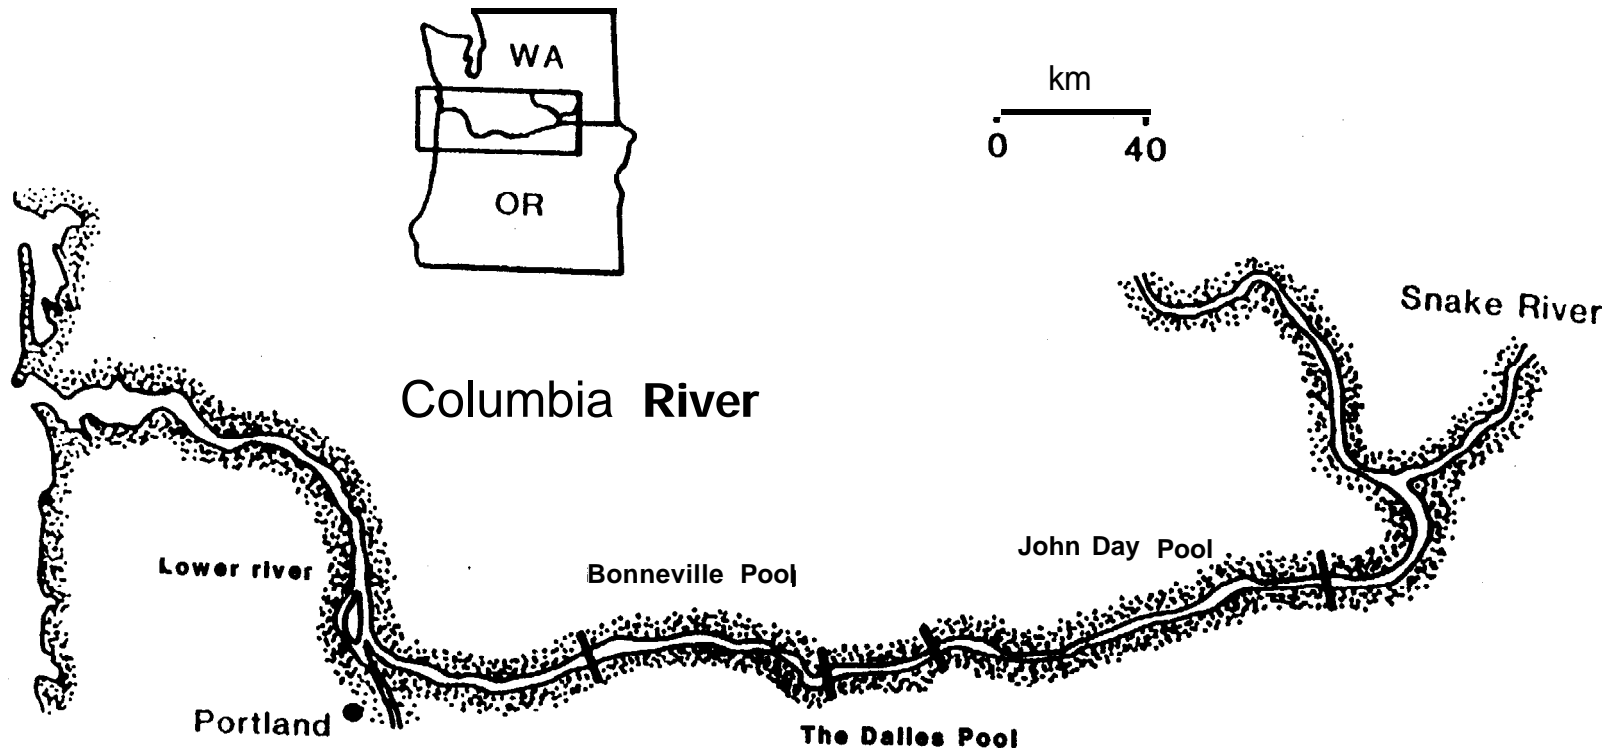 WA
km
0 40
OR
Snake River
Columbia River
John Day Pool
Lower river
Bonneville Pool
Portland
The Dalles Pool